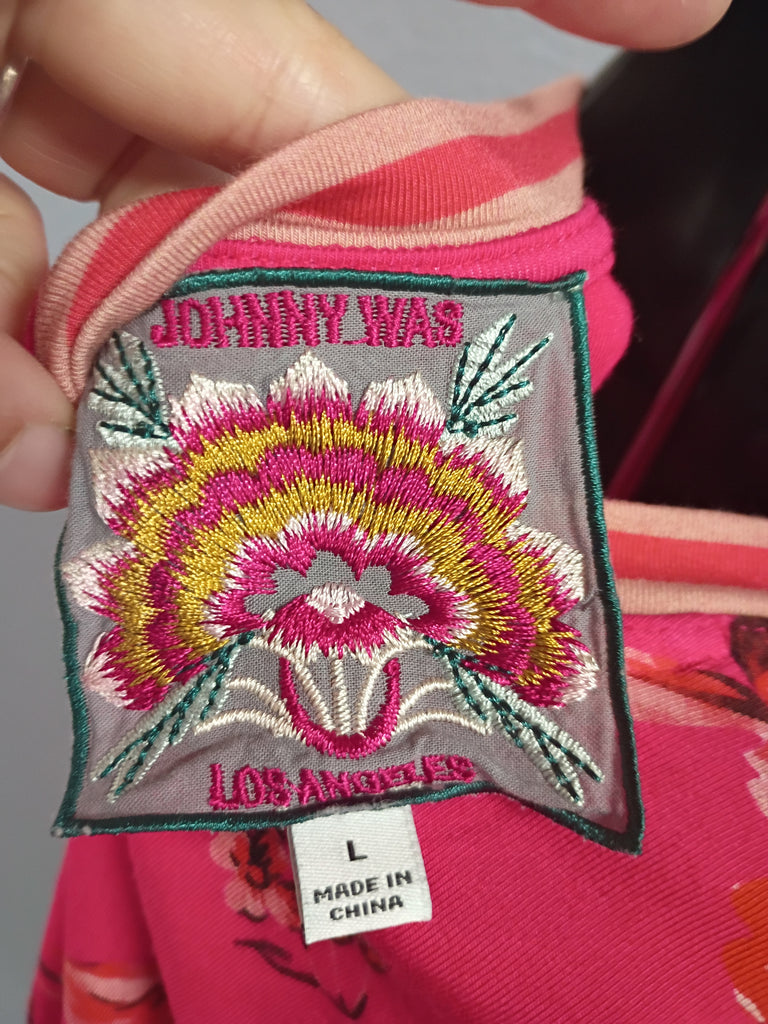 JOHNNY WAS
LOS ANGELES
L
MADE IN
CHINA